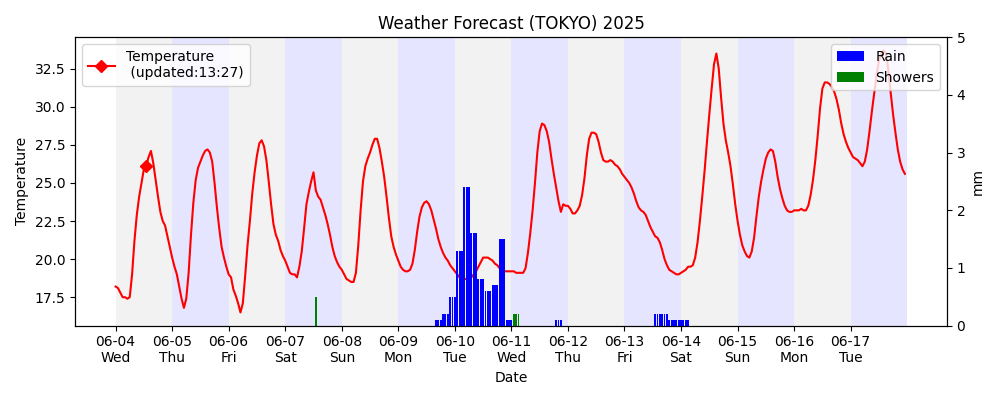 Weather Forecast (TOKYO) 2025
Temperature
(updated:13:27)
Rain
Showers
Temperature
32.5
30.0
27.5
25.0
22.5
20.0
17.5
5
4
3
2
1
0
mm
06-04 06-05 06-06 06-07 06-08 06-09 06-10 06-11 06-12 06-13 06-14 06-15 06-16 06-17
Wed Thu Fri Sat Sun Mon Tue Wed Thu Fri Sat Sun Mon Tue
Date